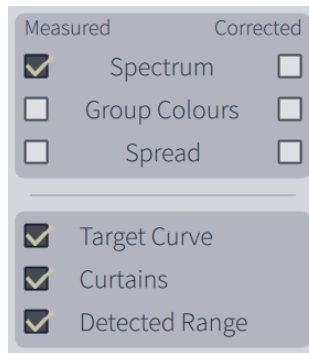 Measured Corrected
Spectrum
Group Colours
Spread
Target Curve
Curtains
Detected Range